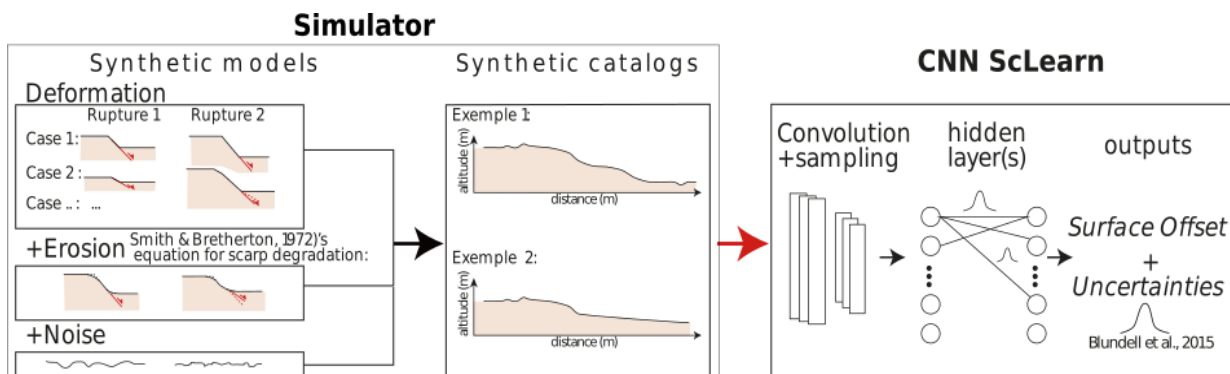 Simulator
Synthetic models
Synthetic catalogs
CNN ScLearn
Deformation
Rupture 1 Rupture 2
Case 1:
Case 2 :
Case .. : ...
+Erosion Smith & Bretherton, 1972)'s
equation for scarp degradation:
+Noise
Exemple 1:
altitude (m)
distance (m)
Exemple 2:
altitude (m)
distance (m)
Convolution
+sampling
hidden
layer(s)
outputs
Surface Offset
+
Uncertainties
Blundell et al., 2015